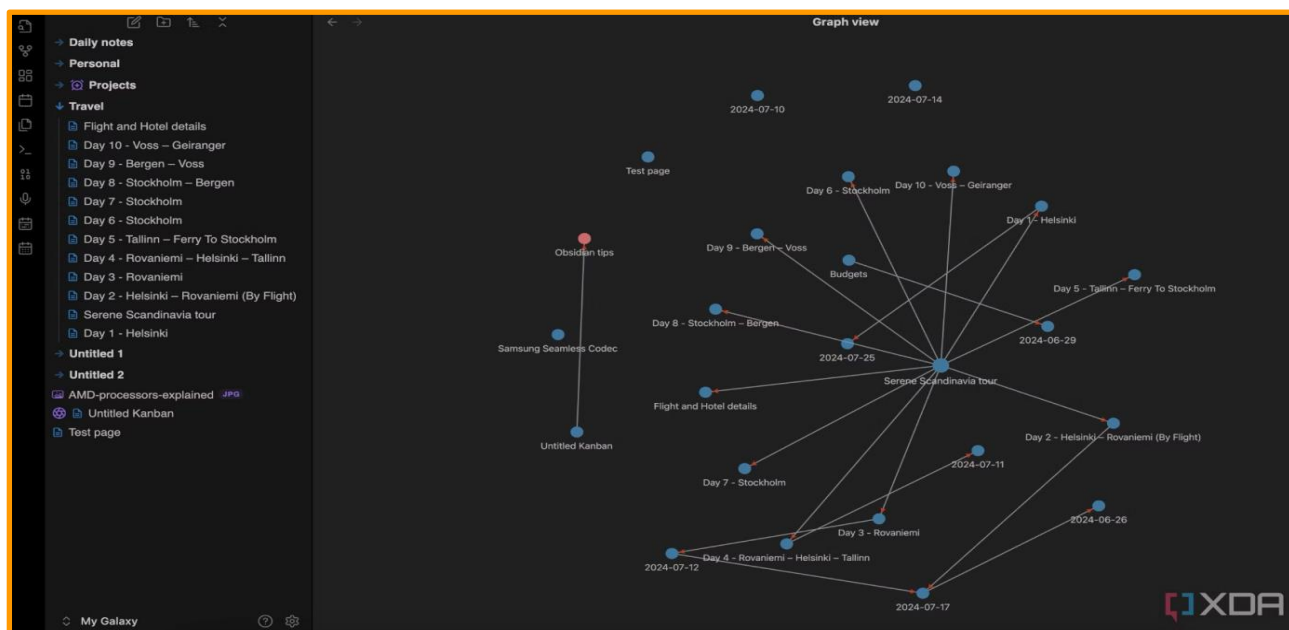 Graph view
Daily notes
Personal
Projects
Travel
Flight and Hotel details
Day 10 - Voss – Geiranger
Day 9 - Bergen – Voss
Day 8 - Stockholm – Bergen
Day 7 - Stockholm
Day 6 - Stockholm
Day 5 - Tallinn – Ferry To Stockholm
Day 4 - Rovaniemi – Helsinki – Tallinn
Day 3 - Rovaniemi
Day 2 - Helsinki – Rovaniemi (By Flight)
Serene Scandinavia tour
Day 1 - Helsinki
Untitled 1
Untitled 2
AMD-processors-explained JPG
Untitled Kanban
Test page
My Galaxy
2024-07-10
2024-07-14
Test page
Day 6 - Stockholm
Day 10 - Voss – Geiranger
Day 1 - Helsinki
Obsidian tips
Day 9 - Bergen – Voss
Budgets
Day 5 - Tallinn – Ferry To Stockholm
Day 8 - Stockholm – Bergen
2024-06-29
Samsung Seamless Codec
2024-07-25
Serene Scandinavia tour
Flight and Hotel details
Day 2 - Helsinki – Rovaniemi (By Flight)
Untitled Kanban
2024-07-11
Day 7 - Stockholm
2024-06-26
Day 3 - Rovaniemi
Day 4 - Rovaniemi – Helsinki – Tallinn
2024-07-12
2024-07-17
XDA